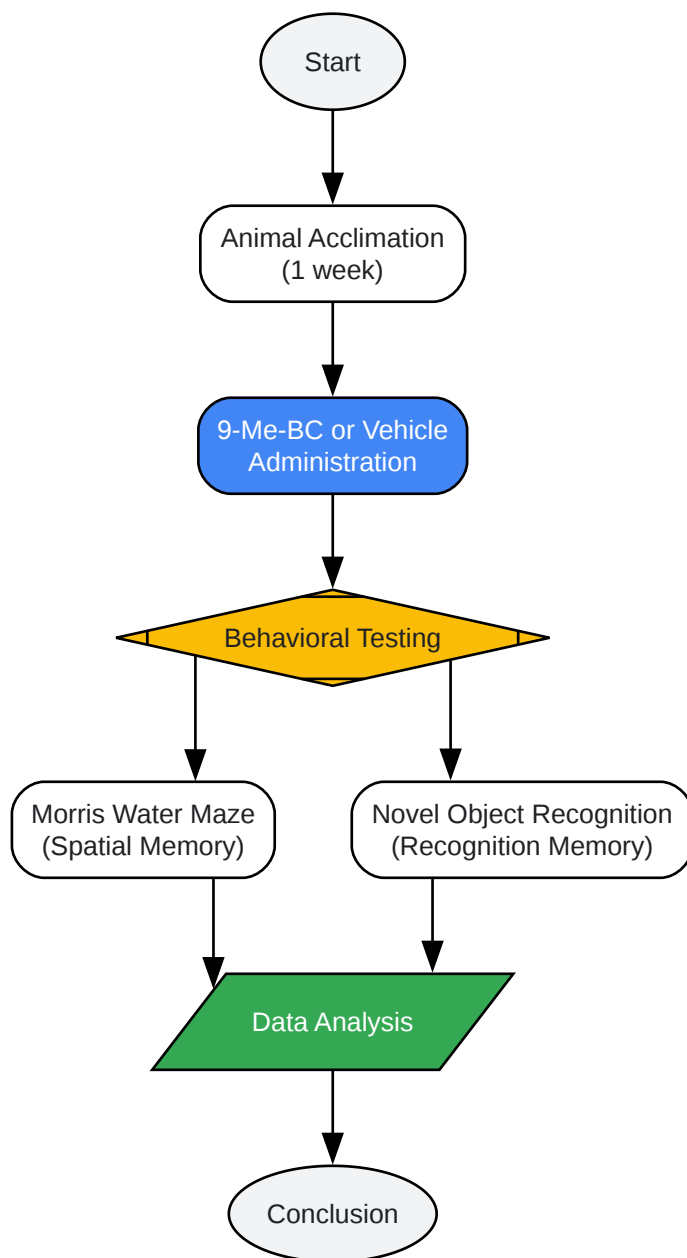 Start
Animal Acclimation
(1 week)
9-Me-BC or Vehicle
Administration
Behavioral Testing
Morris Water Maze
(Spatial Memory)
Novel Object Recognition
(Recognition Memory)
Data Analysis
Conclusion